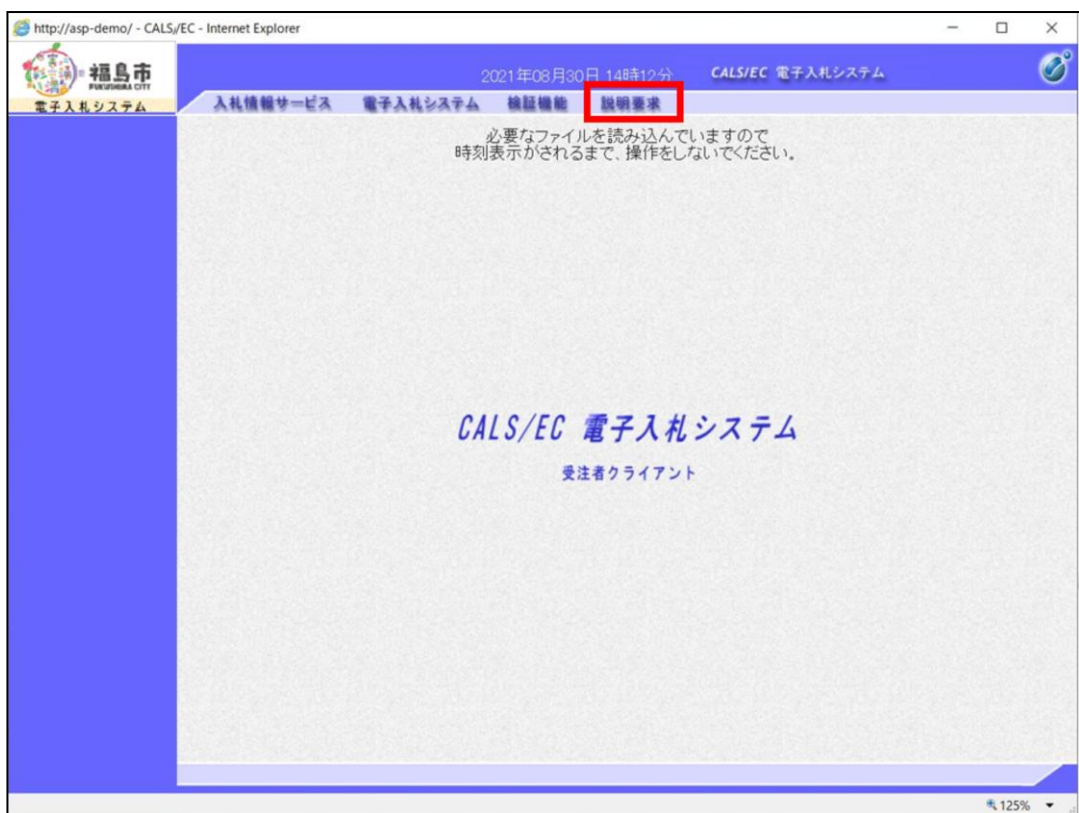 http://asp-demo/ - CALS/EC - Internet Explorer
福島市
FUKUSHIMA CITY
2021年08月30日 14時12分
CALS/EC 電子入札システム
電子入札システム
入札情報サービス 電子入札システム 検証機能 説明要求
必要なファイルを読み込んでいますので
時刻表示がされるまで、操作をしないでください。
CALS/EC 電子入札システム
受注者クライアント
125%